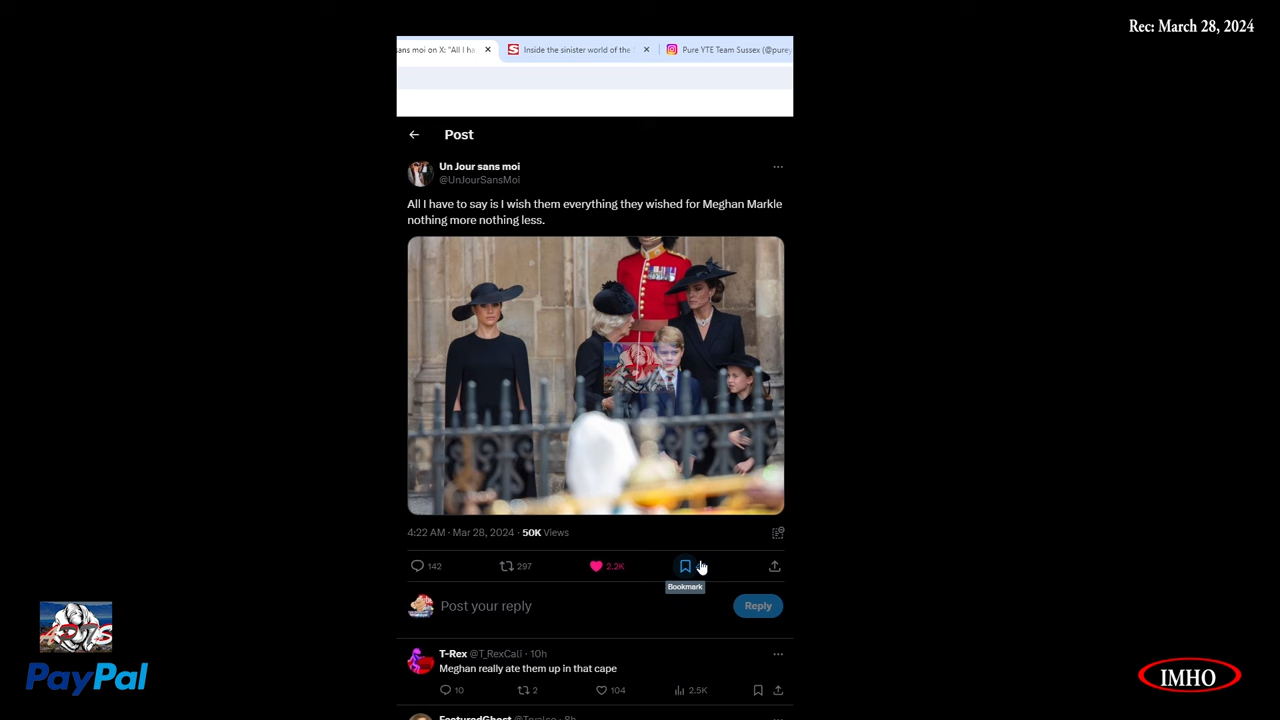 Rec: March 28, 2024
sans moi on X: "All I ha
Inside the sinister world of the
Pure YTE Team Sussex (@purey
Post
Un Jour sans moi
@UnJourSansMoi
All I have to say is I wish them everything they wished for Meghan Markle
nothing more nothing less.
4:22 AM · Mar 28, 2024 · 50K Views
142 297 2.2K
Bookmark
Post your reply
Reply
T-Rex @T_RexCali · 10h
Meghan really ate them up in that cape
10 2 104 2.5K
PayPal
IMHO